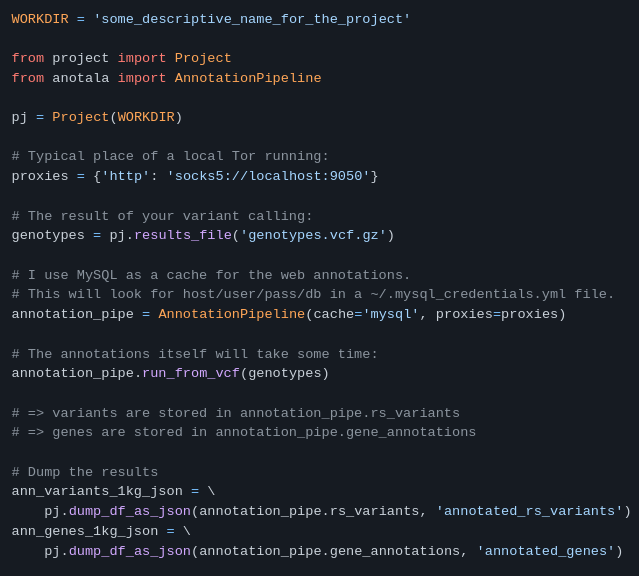 WORKDIR = 'some_descriptive_name_for_the_project'

from project import Project
from anotala import AnnotationPipeline

pj = Project(WORKDIR)

# Typical place of a local Tor running:
proxies = {'http': 'socks5://localhost:9050'}

# The result of your variant calling:
genotypes = pj.results_file('genotypes.vcf.gz')

# I use MySQL as a cache for the web annotations.
# This will look for host/user/pass/db in a ~/.mysql_credentials.yml file.
annotation_pipe = AnnotationPipeline(cache='mysql', proxies=proxies)

# The annotations itself will take some time:
annotation_pipe.run_from_vcf(genotypes)

# => variants are stored in annotation_pipe.rs_variants
# => genes are stored in annotation_pipe.gene_annotations

# Dump the results
ann_variants_1kg_json = \
    pj.dump_df_as_json(annotation_pipe.rs_variants, 'annotated_rs_variants')
ann_genes_1kg_json = \
    pj.dump_df_as_json(annotation_pipe.gene_annotations, 'annotated_genes')